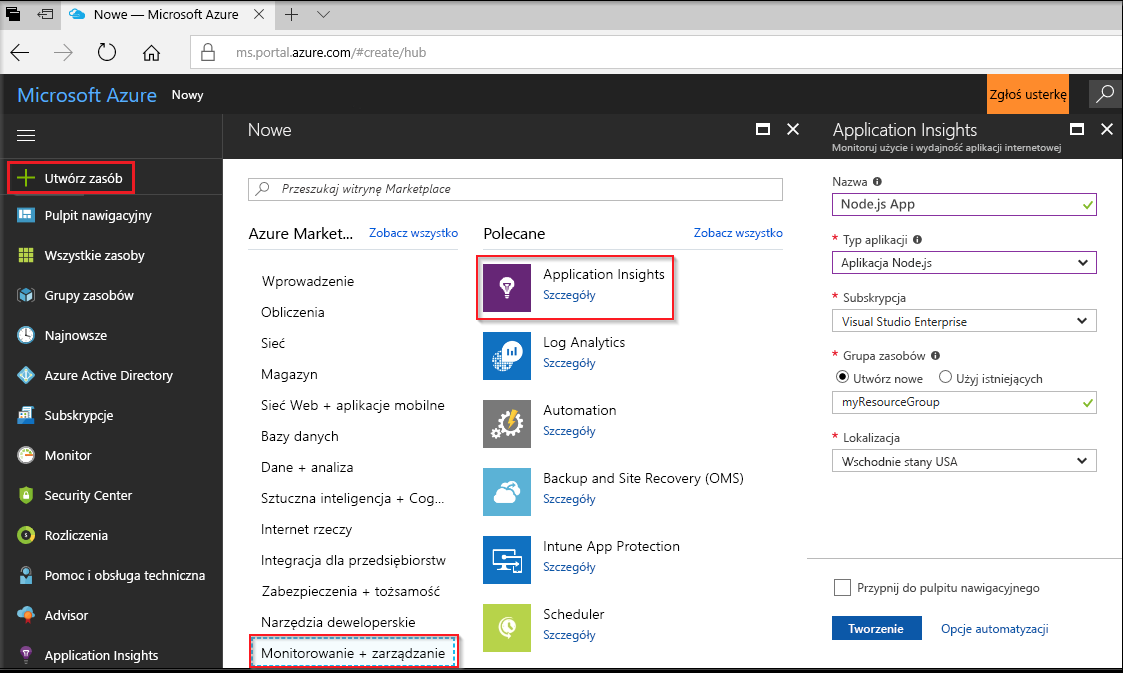 Nowe — Microsoft Azure
ms.portal.azure.com/#create/hub
Microsoft Azure Nowy
Zgłoś usterkę
Utwórz zasób
Pulpit nawigacyjny
Wszystkie zasoby
Grupy zasobów
Najnowsze
Azure Active Directory
Subskrypcje
Monitor
Security Center
Rozliczenia
Pomoc i obsługa techniczna
Advisor
Application Insights
Nowe
Przeszukaj witrynę Marketplace
Azure Market... Zobacz wszystko
Wprowadzenie
Obliczenia
Sieć
Magazyn
Sieć Web + aplikacje mobilne
Bazy danych
Dane + analiza
Sztuczna inteligencja + Cog...
Internet rzeczy
Integracja dla przedsiębiorstw
Zabezpieczenia + tożsamość
Narzędzia deweloperskie
Monitorowanie + zarządzanie
Polecane Zobacz wszystko
Application Insights
Szczegóły
Log Analytics
Szczegóły
Automation
Szczegóły
Backup and Site Recovery (OMS)
Szczegóły
Intune App Protection
Szczegóły
Scheduler
Szczegóły
Application Insights
Monitoruj użycie i wydajność aplikacji internetowej
Nazwa
Node.js App
* Typ aplikacji
Aplikacja Node.js
* Subskrypcja
Visual Studio Enterprise
* Grupa zasobów
Utwórz nowe Użyj istniejących
myResourceGroup
* Lokalizacja
Wschodnie stany USA
Przypnij do pulpitu nawigacyjnego
Tworzenie Opcje automatyzacji